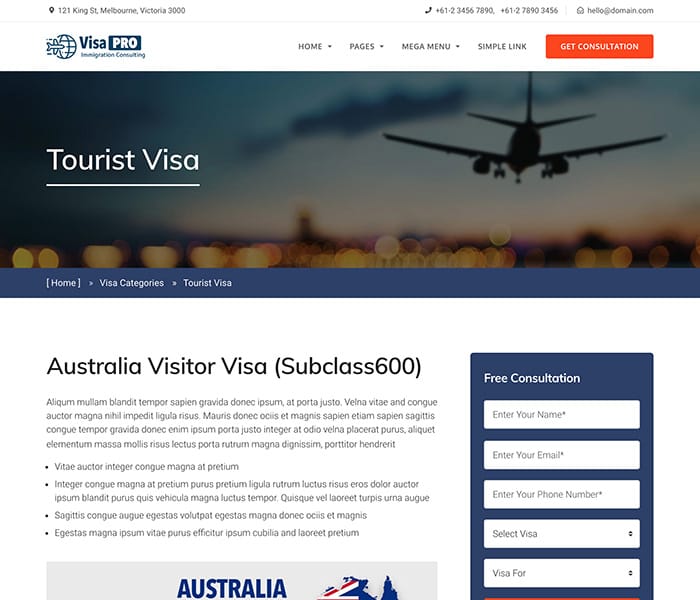 121 King St, Melbourne, Victoria 3000
+61-2 3456 7890, +61-2 7890 3456
hello@domain.com
Visa PRO
Immigration Consulting
HOME
PAGES
MEGA MENU
SIMPLE LINK
GET CONSULTATION
Tourist Visa
[ Home ] » Visa Categories » Tourist Visa
Australia Visitor Visa (Subclass600)
Aliqum mullam blandit tempor sapien gravida donec ipsum, at porta justo. Velna vitae and congue
auctor magna nihil impedit ligula risus. Mauris donec ociis et magnis sapien etiam sapien sagittis
congue tempor gravida donec enim ipsum porta justo integer at odio velna placerat purus, aliquet
elementum massa mollis risus lectus porta rutrum magna dignissim, porttitor hendrerit
• Vitae auctor integer congue magna at pretium
• Integer congue magna at pretium purus pretium ligula rutrum luctus risus eros dolor auctor
ipsum blandit purus quis vehicula magna luctus tempor. Quisque vel laoreet turpis urna augue
• Sagittis congue augue egestas volutpat egestas magna donec ociis et magnis
• Egestas magna ipsum vitae purus efficitur ipsum cubilia and laoreet pretium
AUSTRALIA
Free Consultation
Enter Your Name*
Enter Your Email*
Enter Your Phone Number*
Select Visa
Visa For